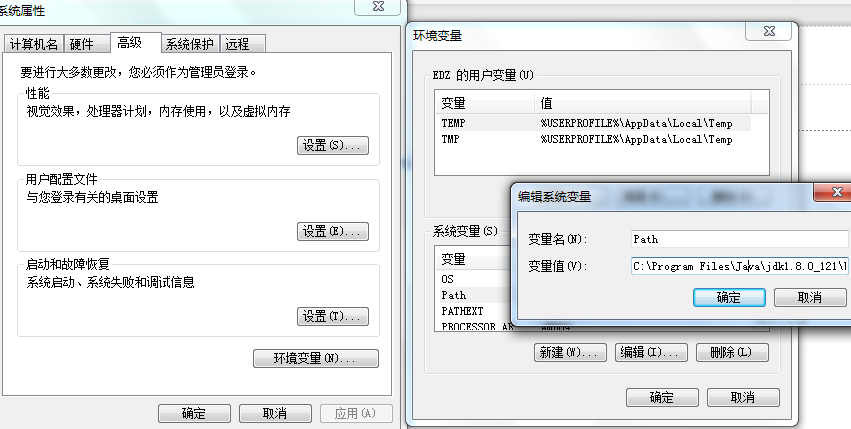 系统属性
计算机名 硬件 高级 系统保护 远程
要进行大多数更改，您必须作为管理员登录。
性能
视觉效果，处理器计划，内存使用，以及虚拟内存
设置(S)...
用户配置文件
与您登录有关的桌面设置
设置(E)...
启动和故障恢复
系统启动、系统失败和调试信息
设置(T)...
环境变量(N)...
确定 取消 应用(A)
环境变量
EDZ 的用户变量(U)
变量 值
TEMP %USERPROFILE%\AppData\Local\Temp
TMP %USERPROFILE%\AppData\Local\Temp
系统变量(S)
变量
OS
Path
PATHEXT
PROCESSOR_AR
新建(W)... 编辑(I)... 删除(L)
确定 取消
编辑系统变量
变量名(N): Path
变量值(V): C:\Program Files\Java\jdk1.8.0_121\
确定 取消